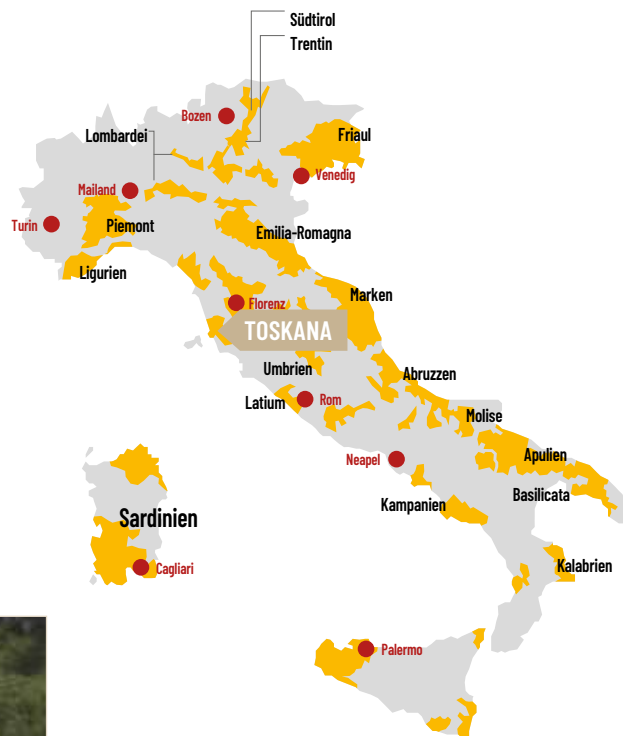 Südtirol
Trentin
Bozen
Lombardei
Friaul
Venedig
Mailand
Turin
Piemont
Emilia-Romagna
Ligurien
Marken
Florenz
TOSKANA
Umbrien
Abruzzen
Latium
Rom
Molise
Neapel
Apulien
Basilicata
Kampanien
Sardinien
Kalabrien
Cagliari
Palermo